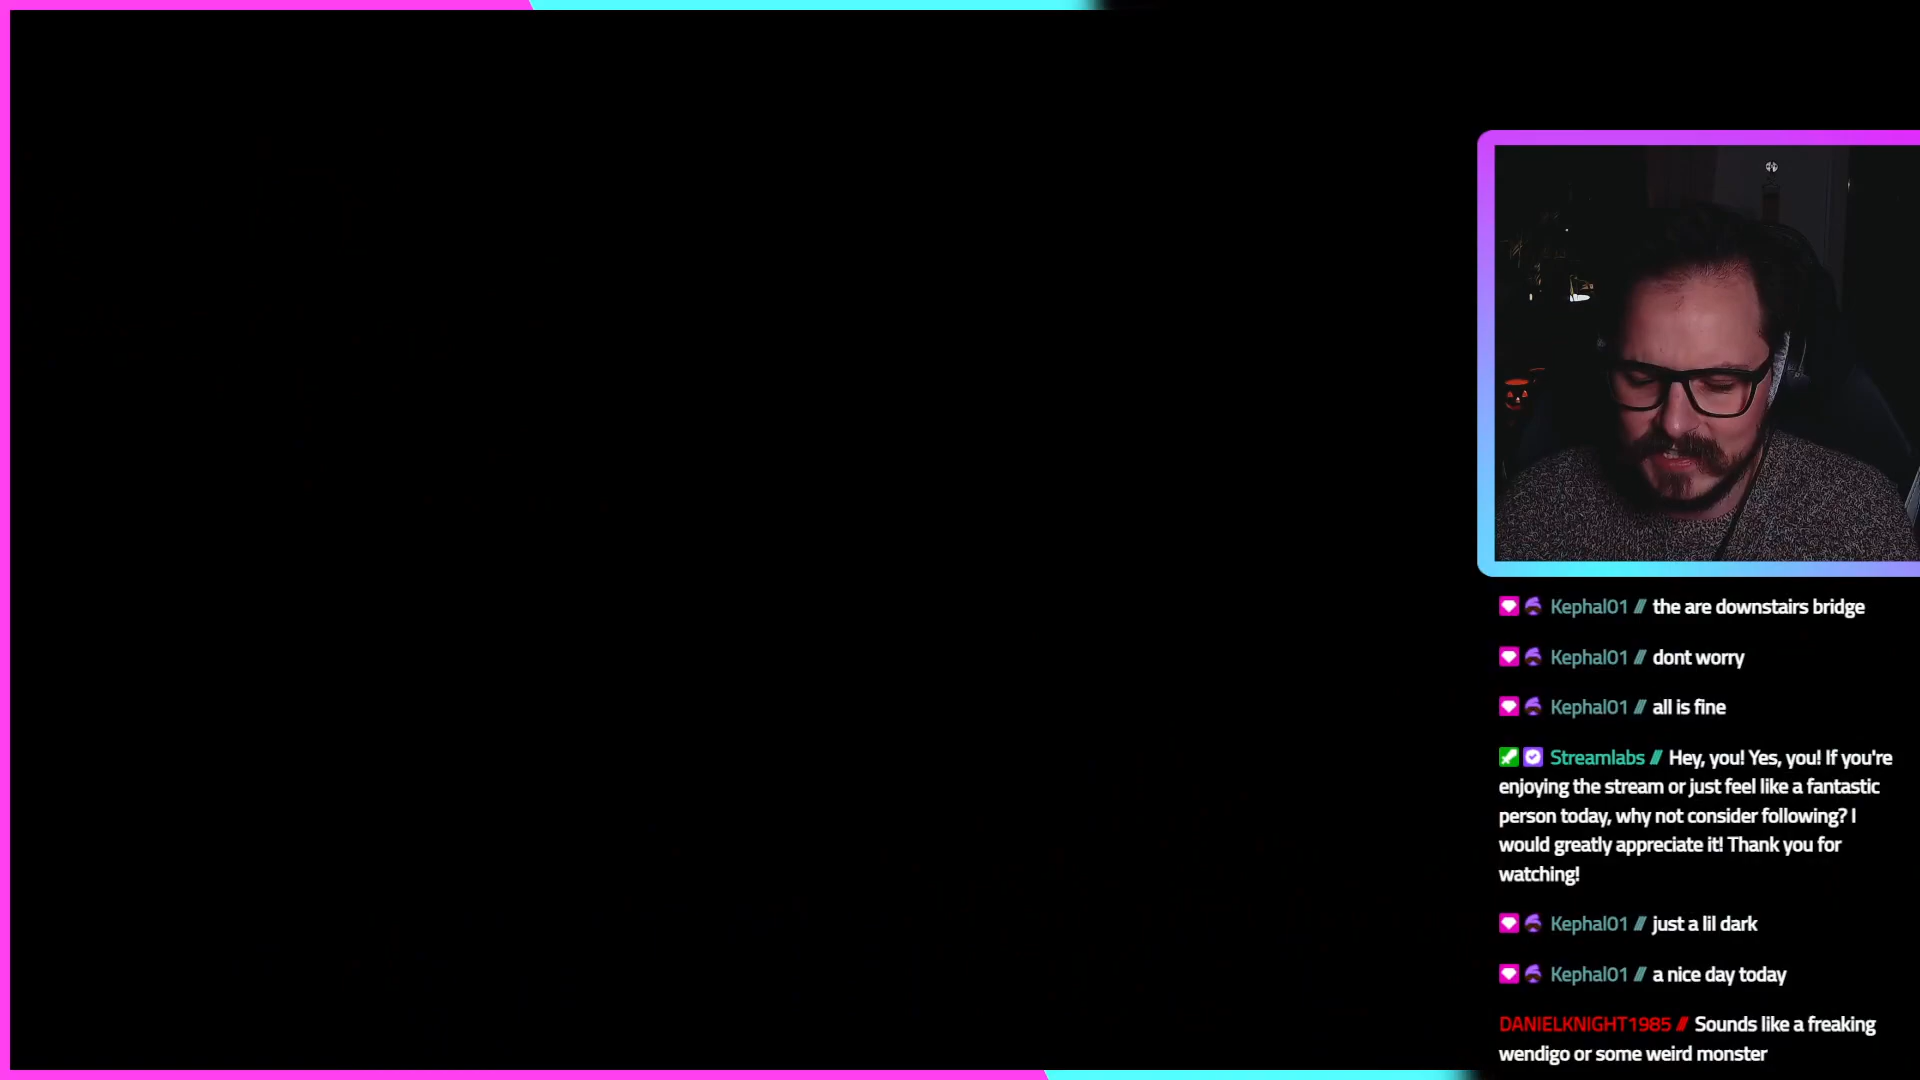 Kephal01 /// the are downstairs bridge
Kephal01 /// dont worry
Kephal01 /// all is fine
Streamlabs /// Hey, you! Yes, you! If you're
enjoying the stream or just feel like a fantastic
person today, why not consider following? I
would greatly appreciate it! Thank you for
watching!
Kephal01 /// just a lil dark
Kephal01 /// a nice day today
DANIELKNIGHT1985 /// Sounds like a freaking
wendigo or some weird monster